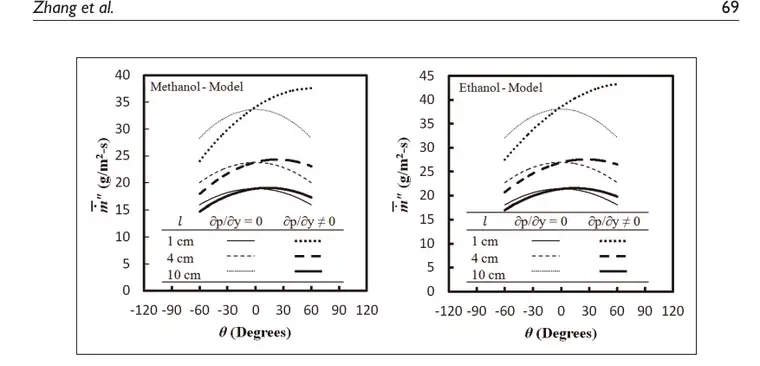 Zhang et al. 69
40
35
30
25
20
15
10
5
0
Methanol - Model
l ∂p/∂y = 0 ∂p/∂y ≠ 0
1 cm
4 cm
10 cm
-120 -90 -60 -30 0 30 60 90 120
θ (Degrees)
ṁ̅″ (g/m²-s)
45
40
35
30
25
20
15
10
5
0
Ethanol - Model
l ∂p/∂y = 0 ∂p/∂y ≠ 0
1 cm
4 cm
10 cm
-120 -90 -60 -30 0 30 60 90 120
θ (Degrees)
ṁ̅″ (g/m²-s)